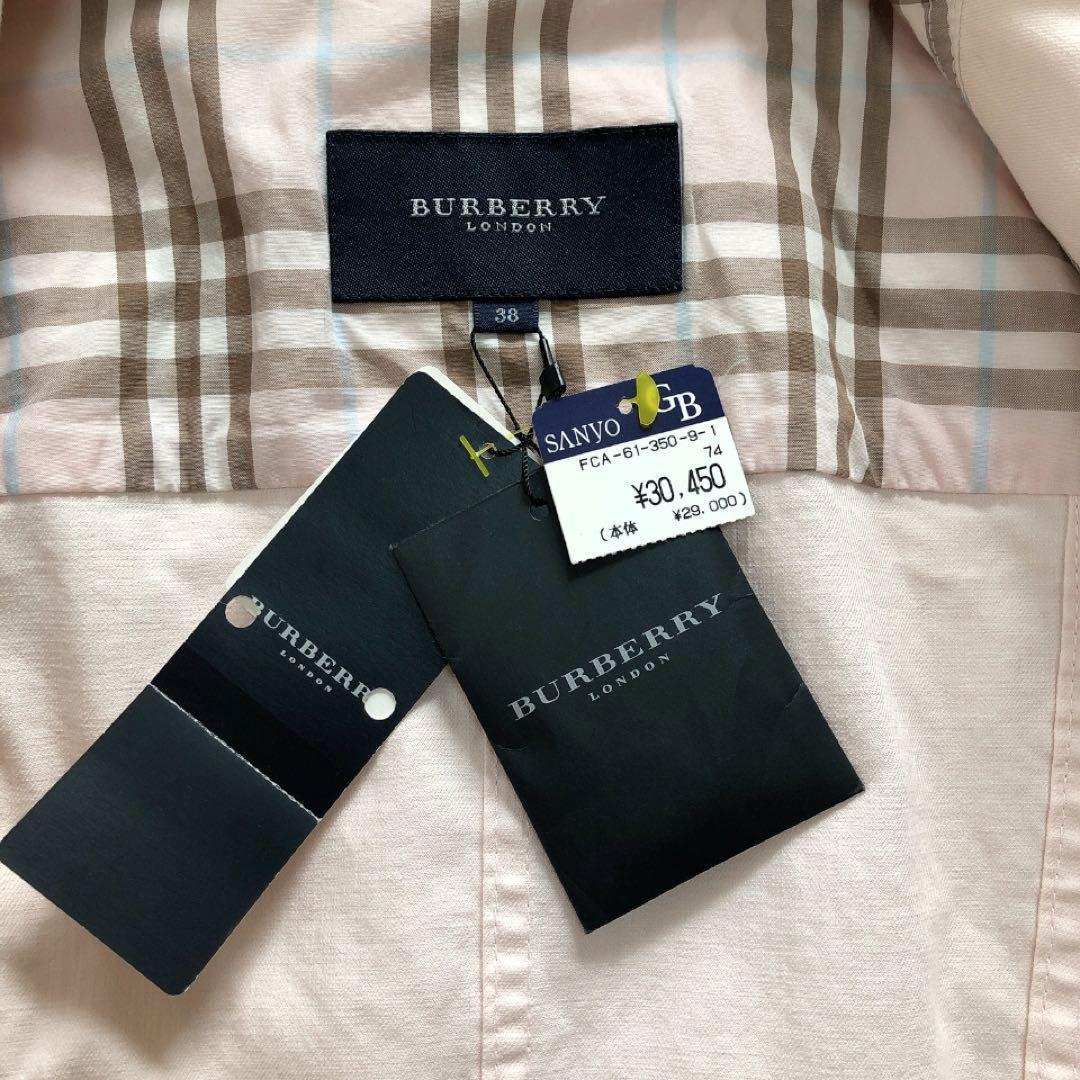 BURBERRY
LONDON
38
SANYO GB
FCA-61-350-9-1
74
¥30,450
(本体 ¥29.000)
BURBERRY
LONDON
BURBERRY
LONDON